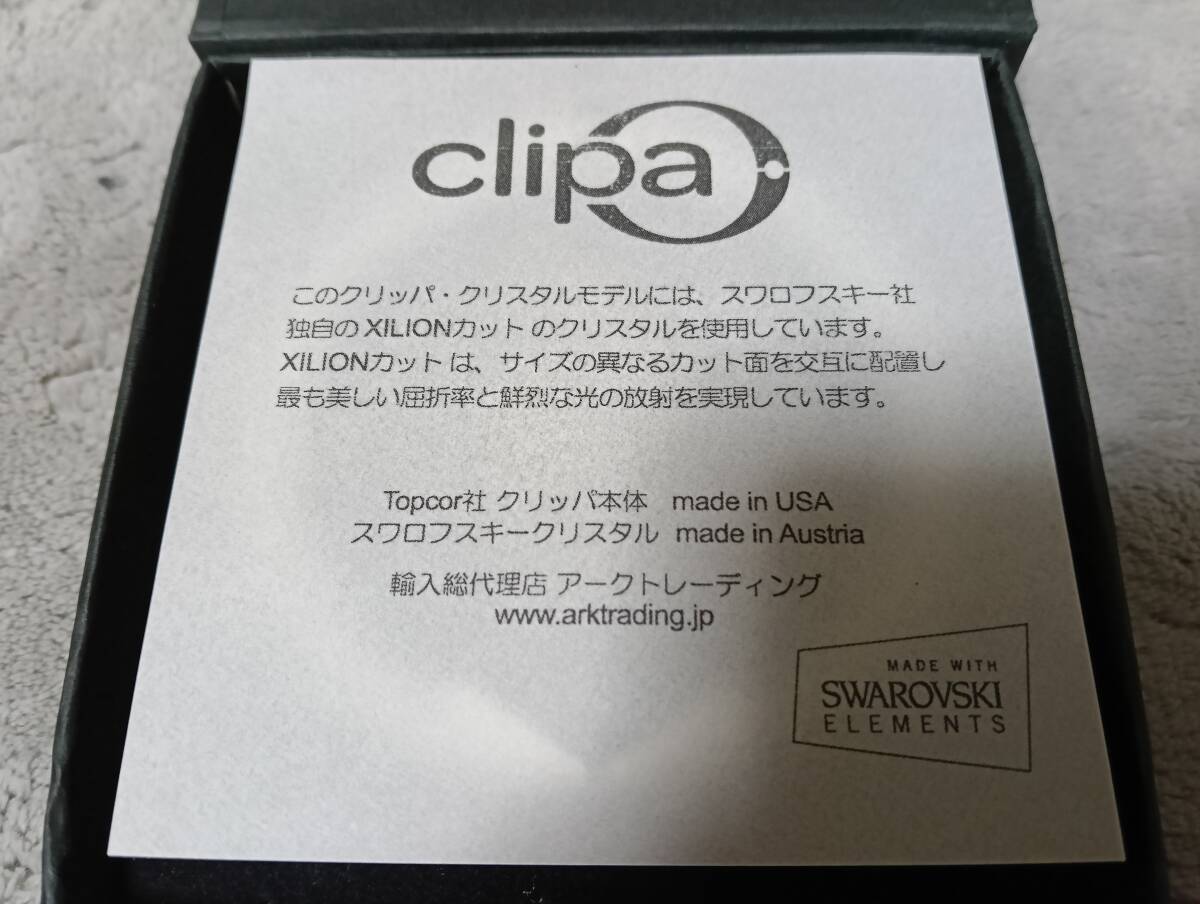 clipa
このクリッパ・クリスタルモデルには、スワロフスキー社
独自の XILIONカット のクリスタルを使用しています。
XILIONカット は、サイズの異なるカット面を交互に配置し
最も美しい屈折率と鮮烈な光の放射を実現しています。
Topcor社 クリッパ本体 made in USA
スワロフスキークリスタル made in Austria
輸入総代理店 アークトレーディング
www.arktrading.jp
MADE WITH
SWAROVSKI
ELEMENTS